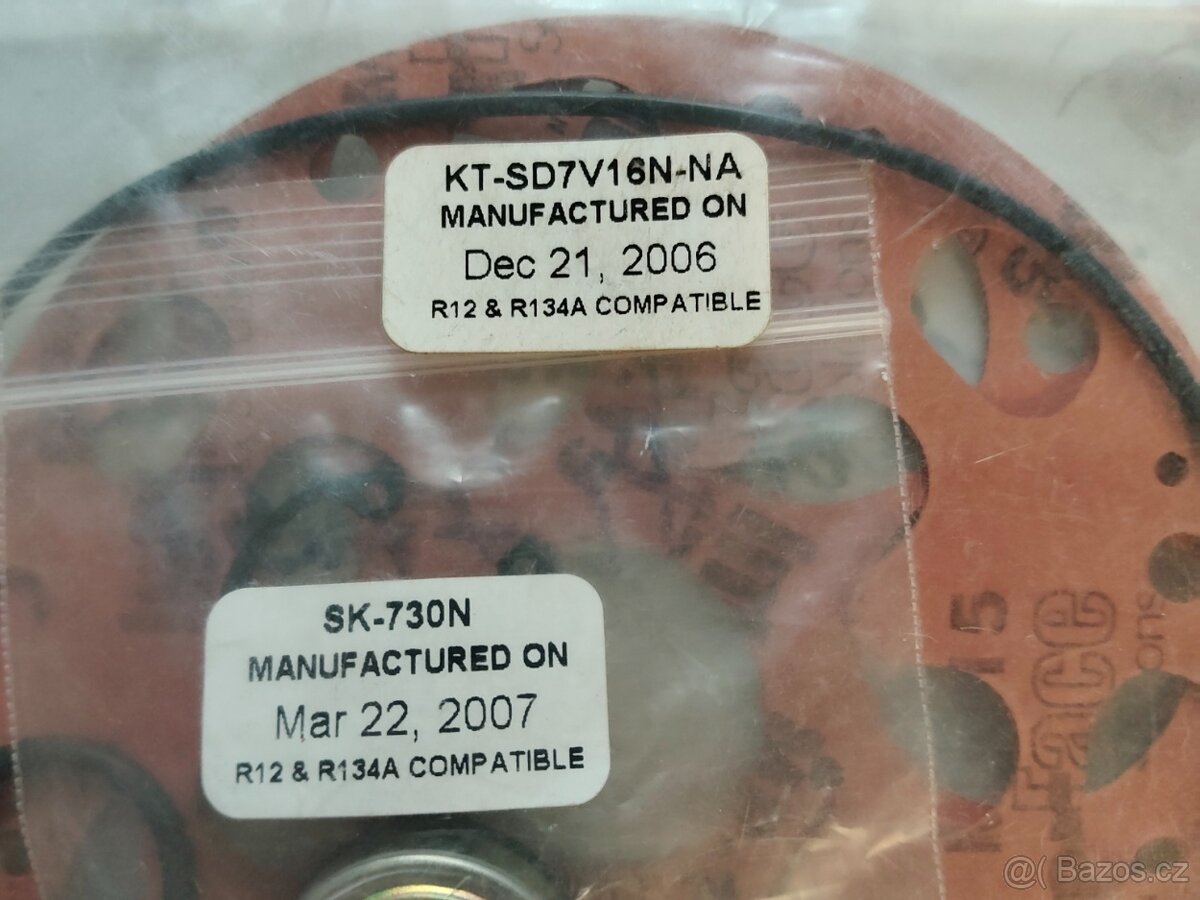 KT-SD7V16N-NA
MANUFACTURED ON
Dec 21, 2006
R12 & R134A COMPATIBLE
SK-730N
MANUFACTURED ON
Mar 22, 2007
R12 & R134A COMPATIBLE
Face
@( Bazos.cz